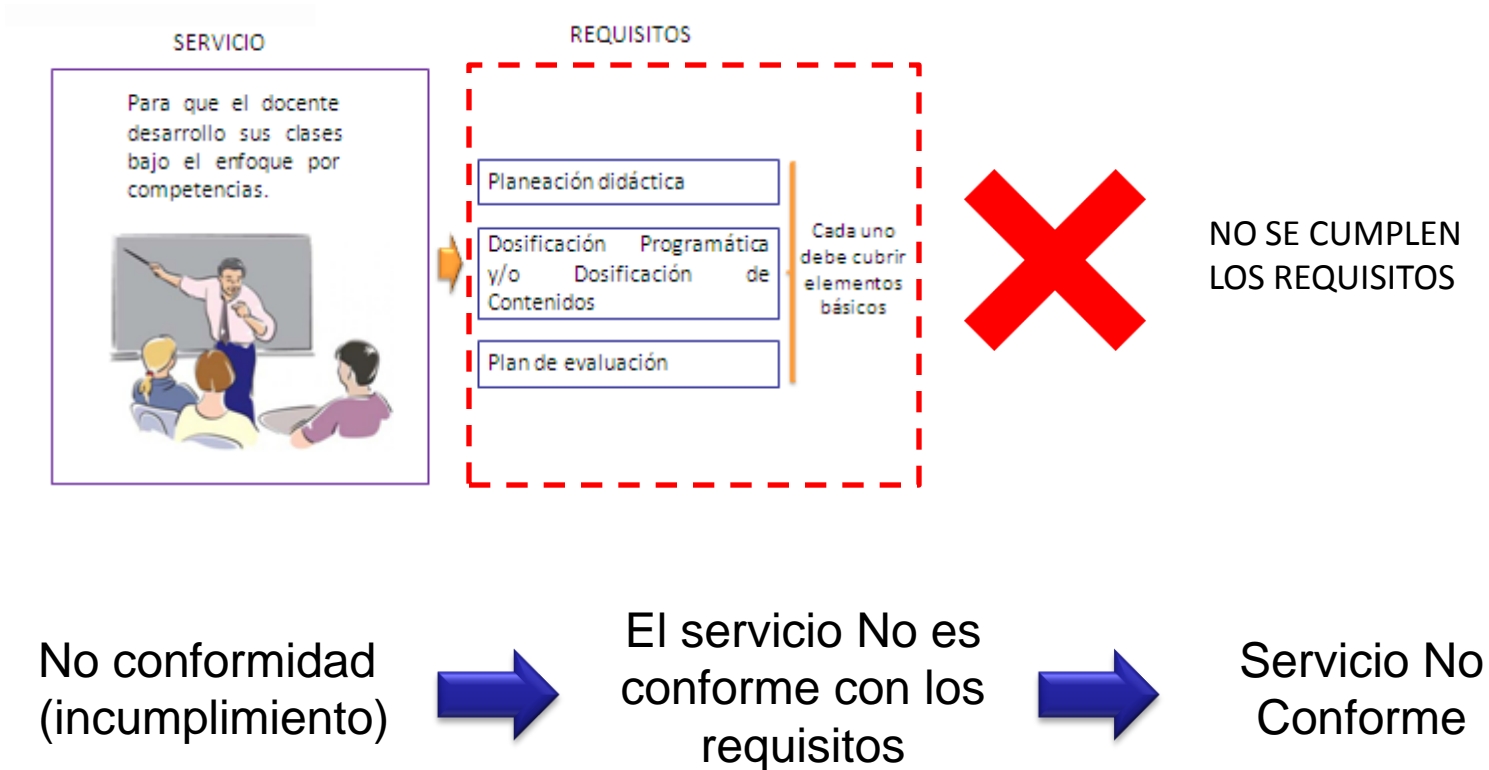 SERVICIO
REQUISITOS
Para que el docente
desarrollo sus clases
bajo el enfoque por
competencias.
Planeación didáctica
Dosificación Programática
y/o Dosificación de
Contenidos
Plan de evaluación
Cada uno
debe cubrir
elementos
básicos
NO SE CUMPLEN
LOS REQUISITOS
No conformidad
(incumplimiento)
El servicio No es
conforme con los
requisitos
Servicio No
Conforme